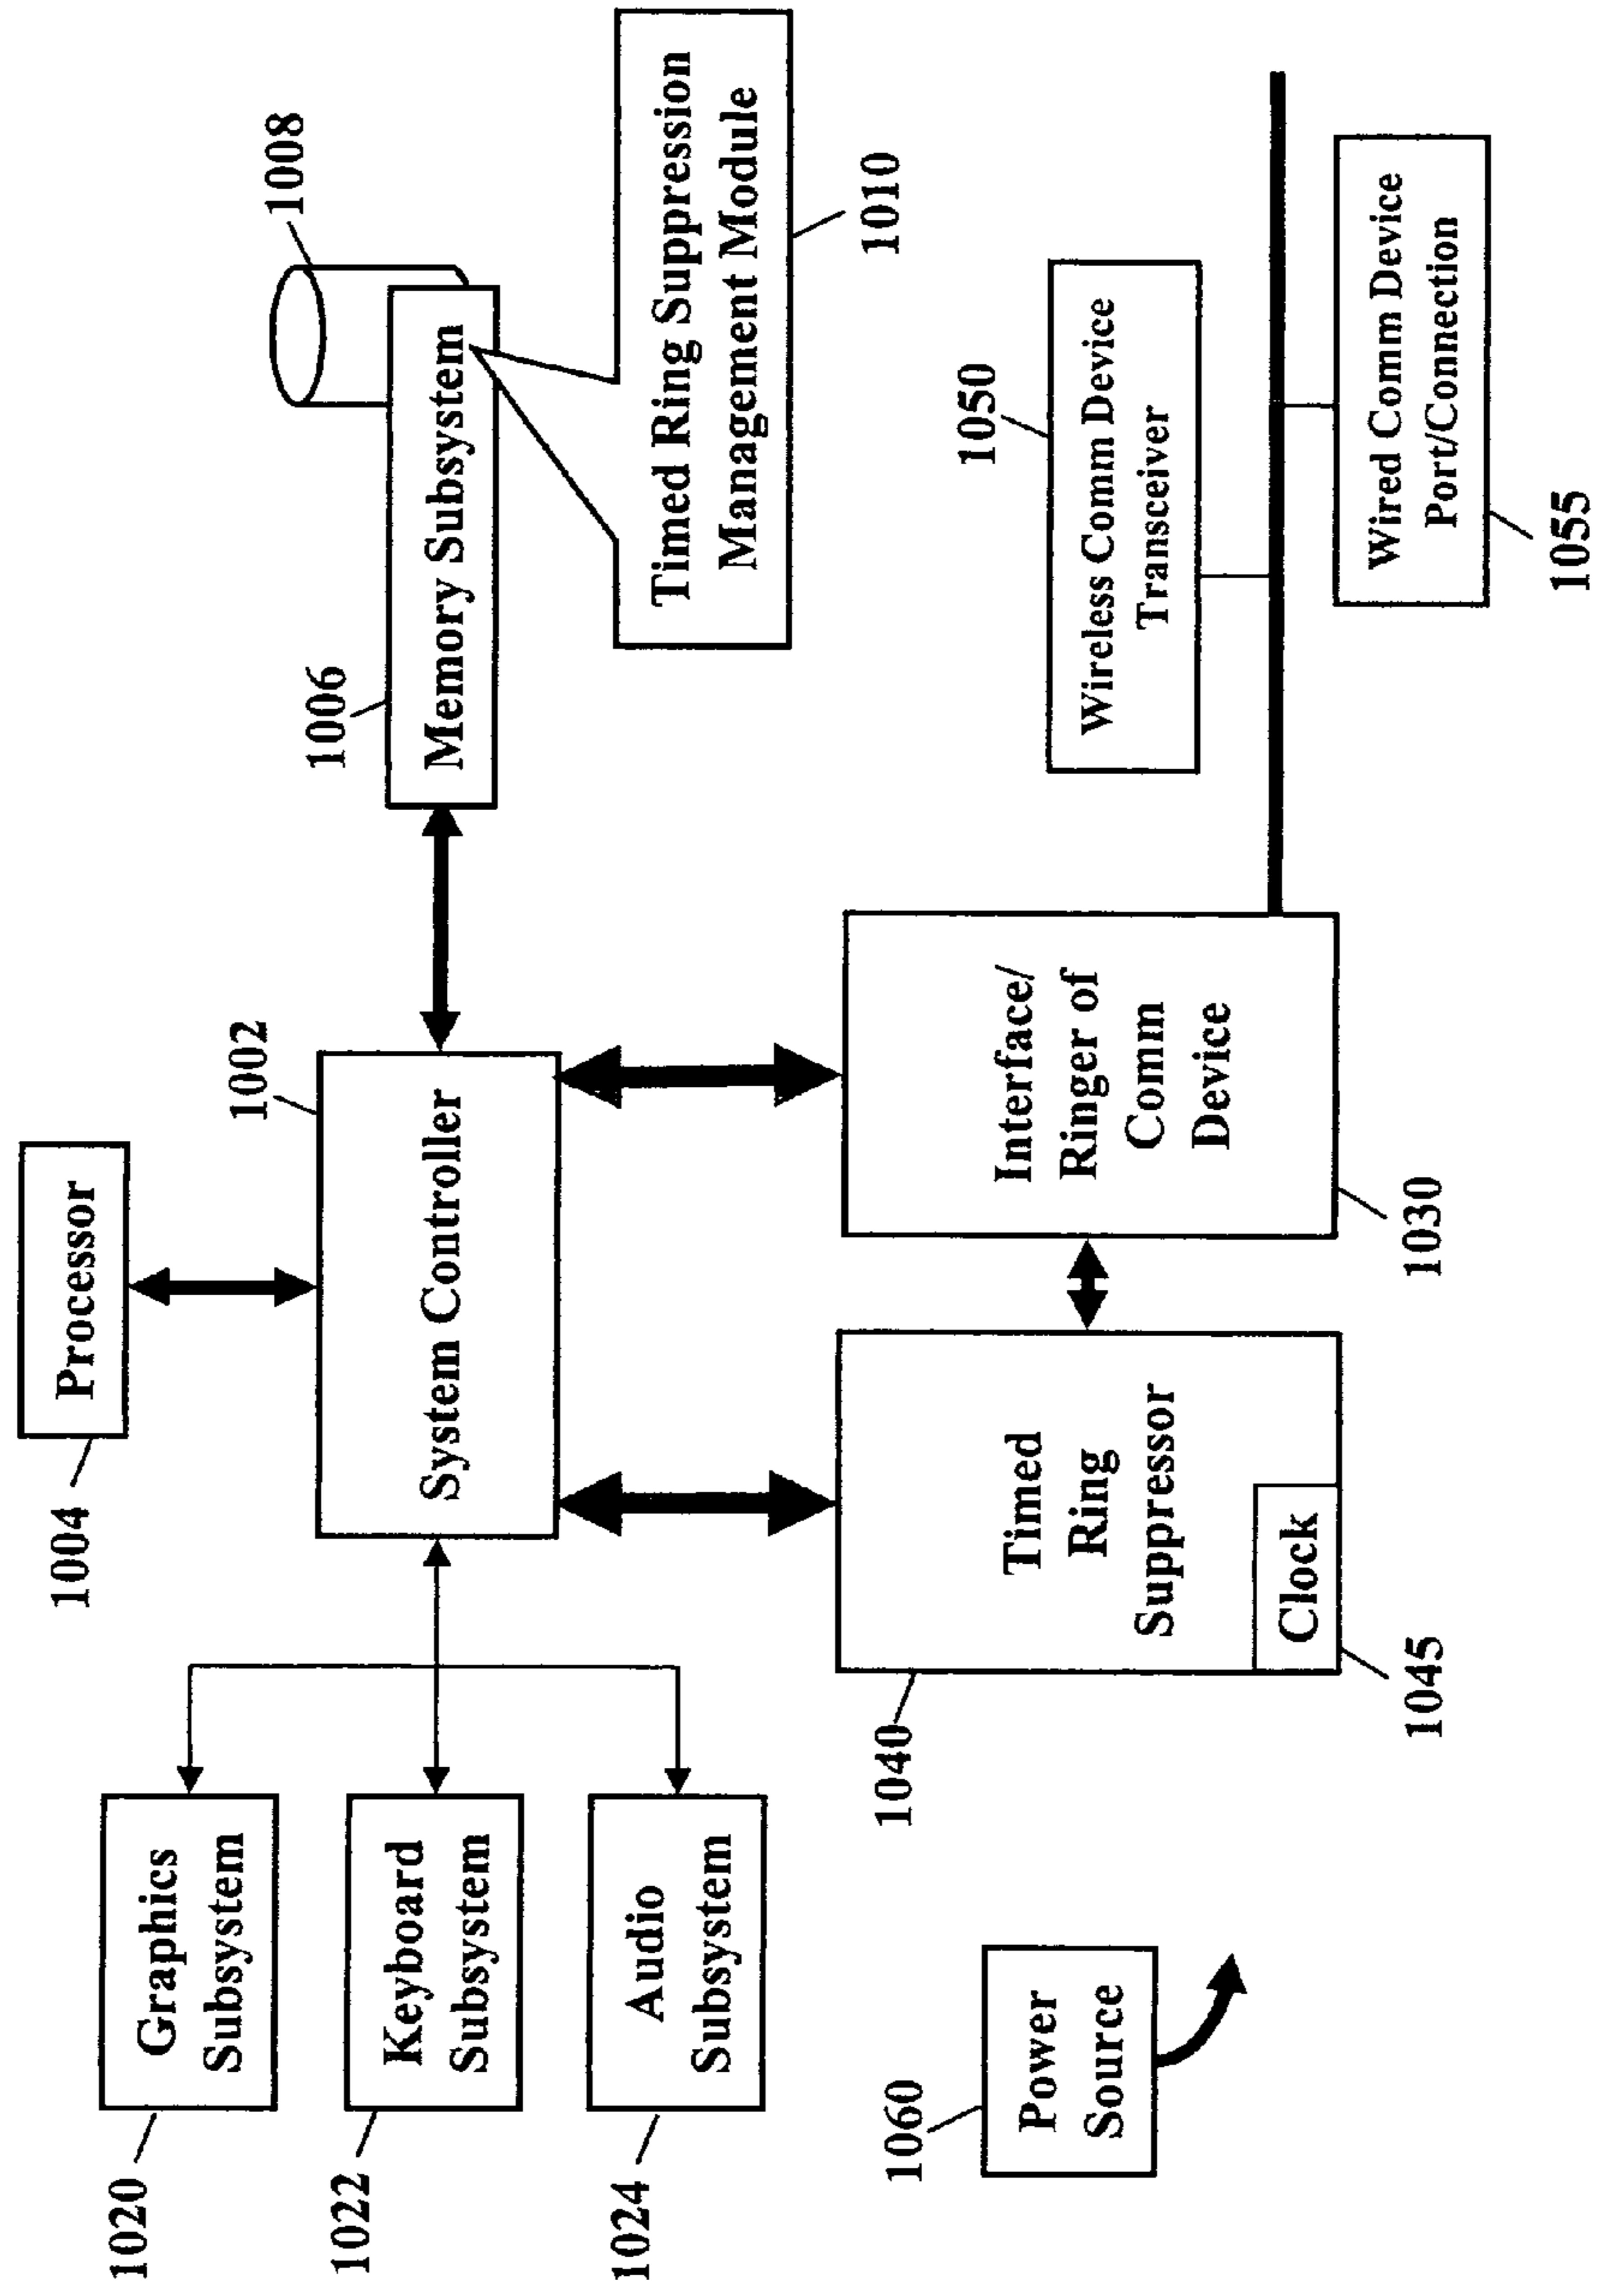 1004
Processor
1002
System Controller
1006
Memory Subsystem
1008
Timed Ring Suppression
Management Module
1010
1020
Graphics
Subsystem
1022
Keyboard
Subsystem
1024
Audio
Subsystem
1040
Timed
Ring
Suppressor
Clock
1045
Interface/
Ringer of
Comm
Device
1030
1050
Wireless Comm Device
Transceiver
Wired Comm Device
Port/Connection
1055
1060
Power
Source